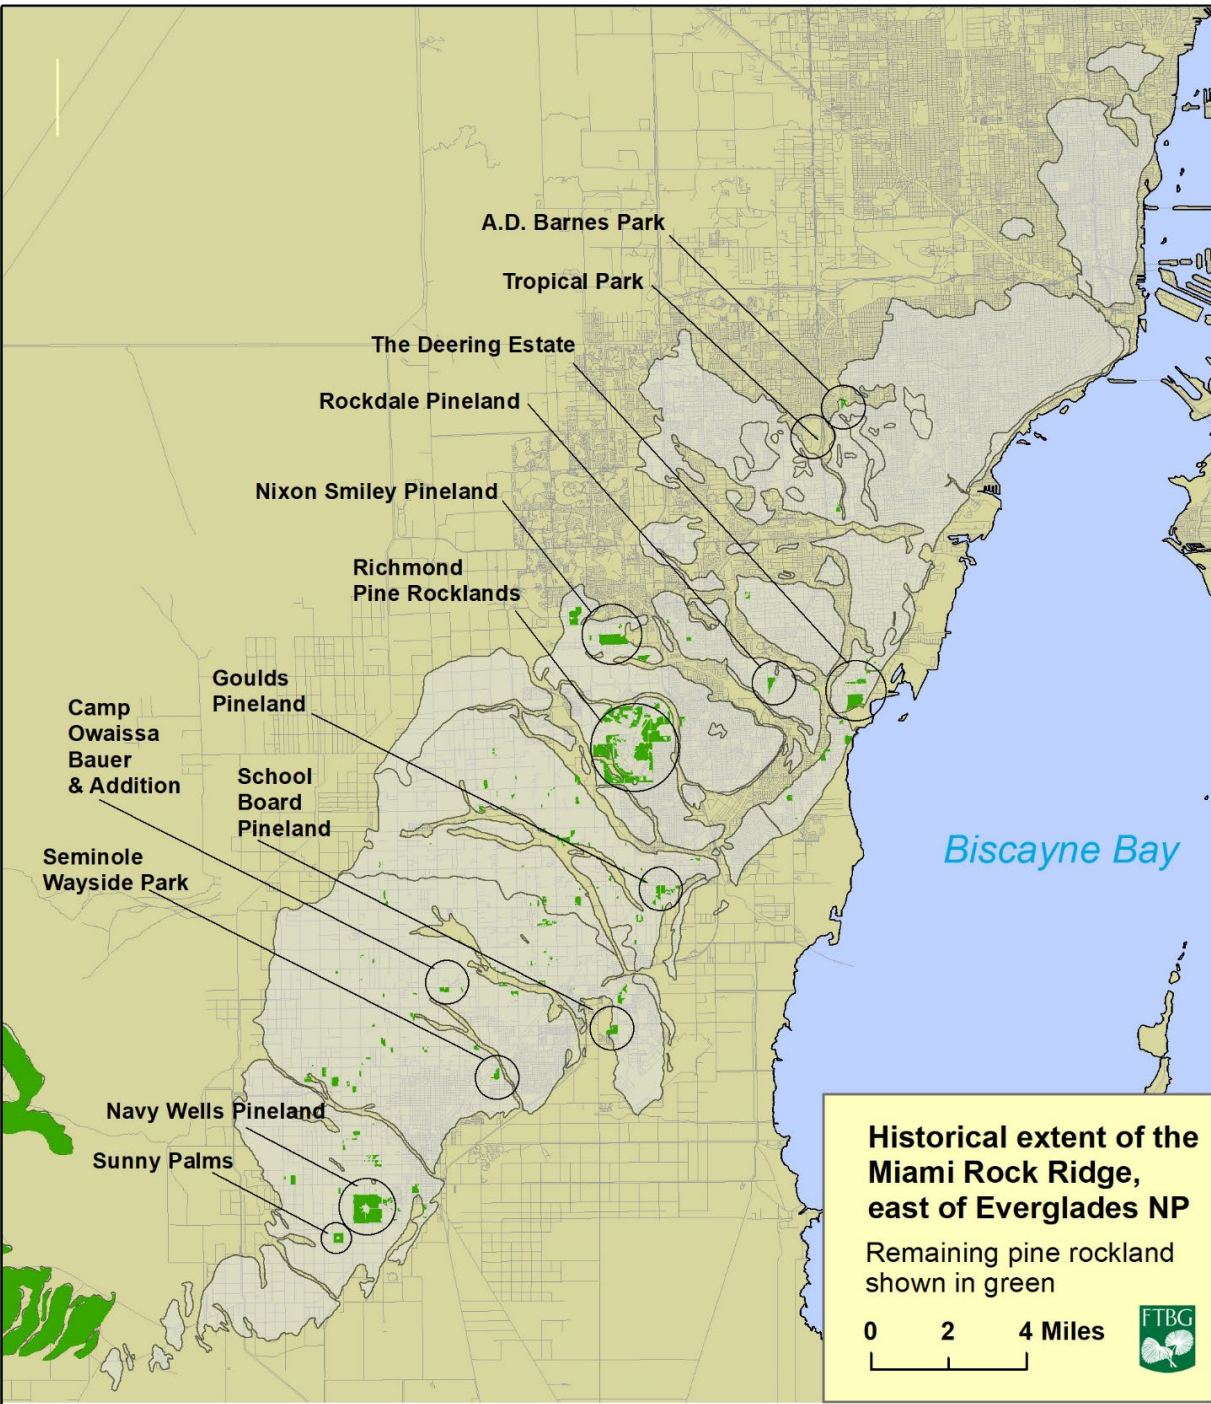 A.D. Barnes Park
Tropical Park
The Deering Estate
Rockdale Pineland
Nixon Smiley Pineland
Richmond
Pine Rocklands
Goulds
Pineland
Camp
Owaissa
Bauer
& Addition
School
Board
Pineland
Seminole
Wayside Park
Biscayne Bay
Navy Wells Pineland
Sunny Palms
Historical extent of the
Miami Rock Ridge,
east of Everglades NP
Remaining pine rockland
shown in green
0 2 4 Miles
FTBG